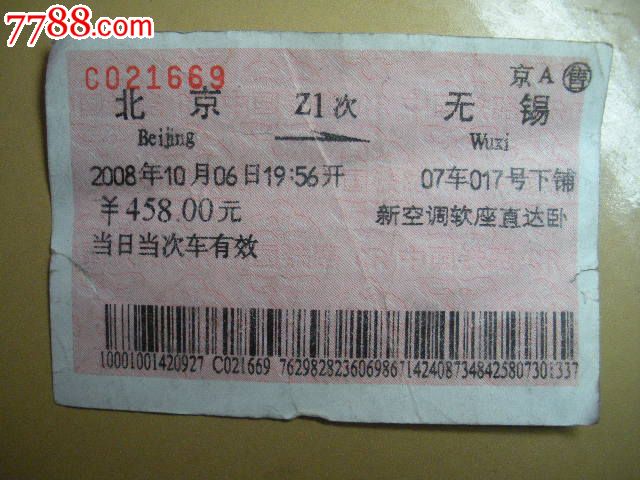 7788.com
C021669 京A 售
北京 Z1次 无锡
Beijing Wuxi
2008年10月06日19:56开 07车017号下铺
¥458.00元 新空调软座直达卧
当日当次车有效
10001001420927 C021669 76298282360698671424087348425807301337